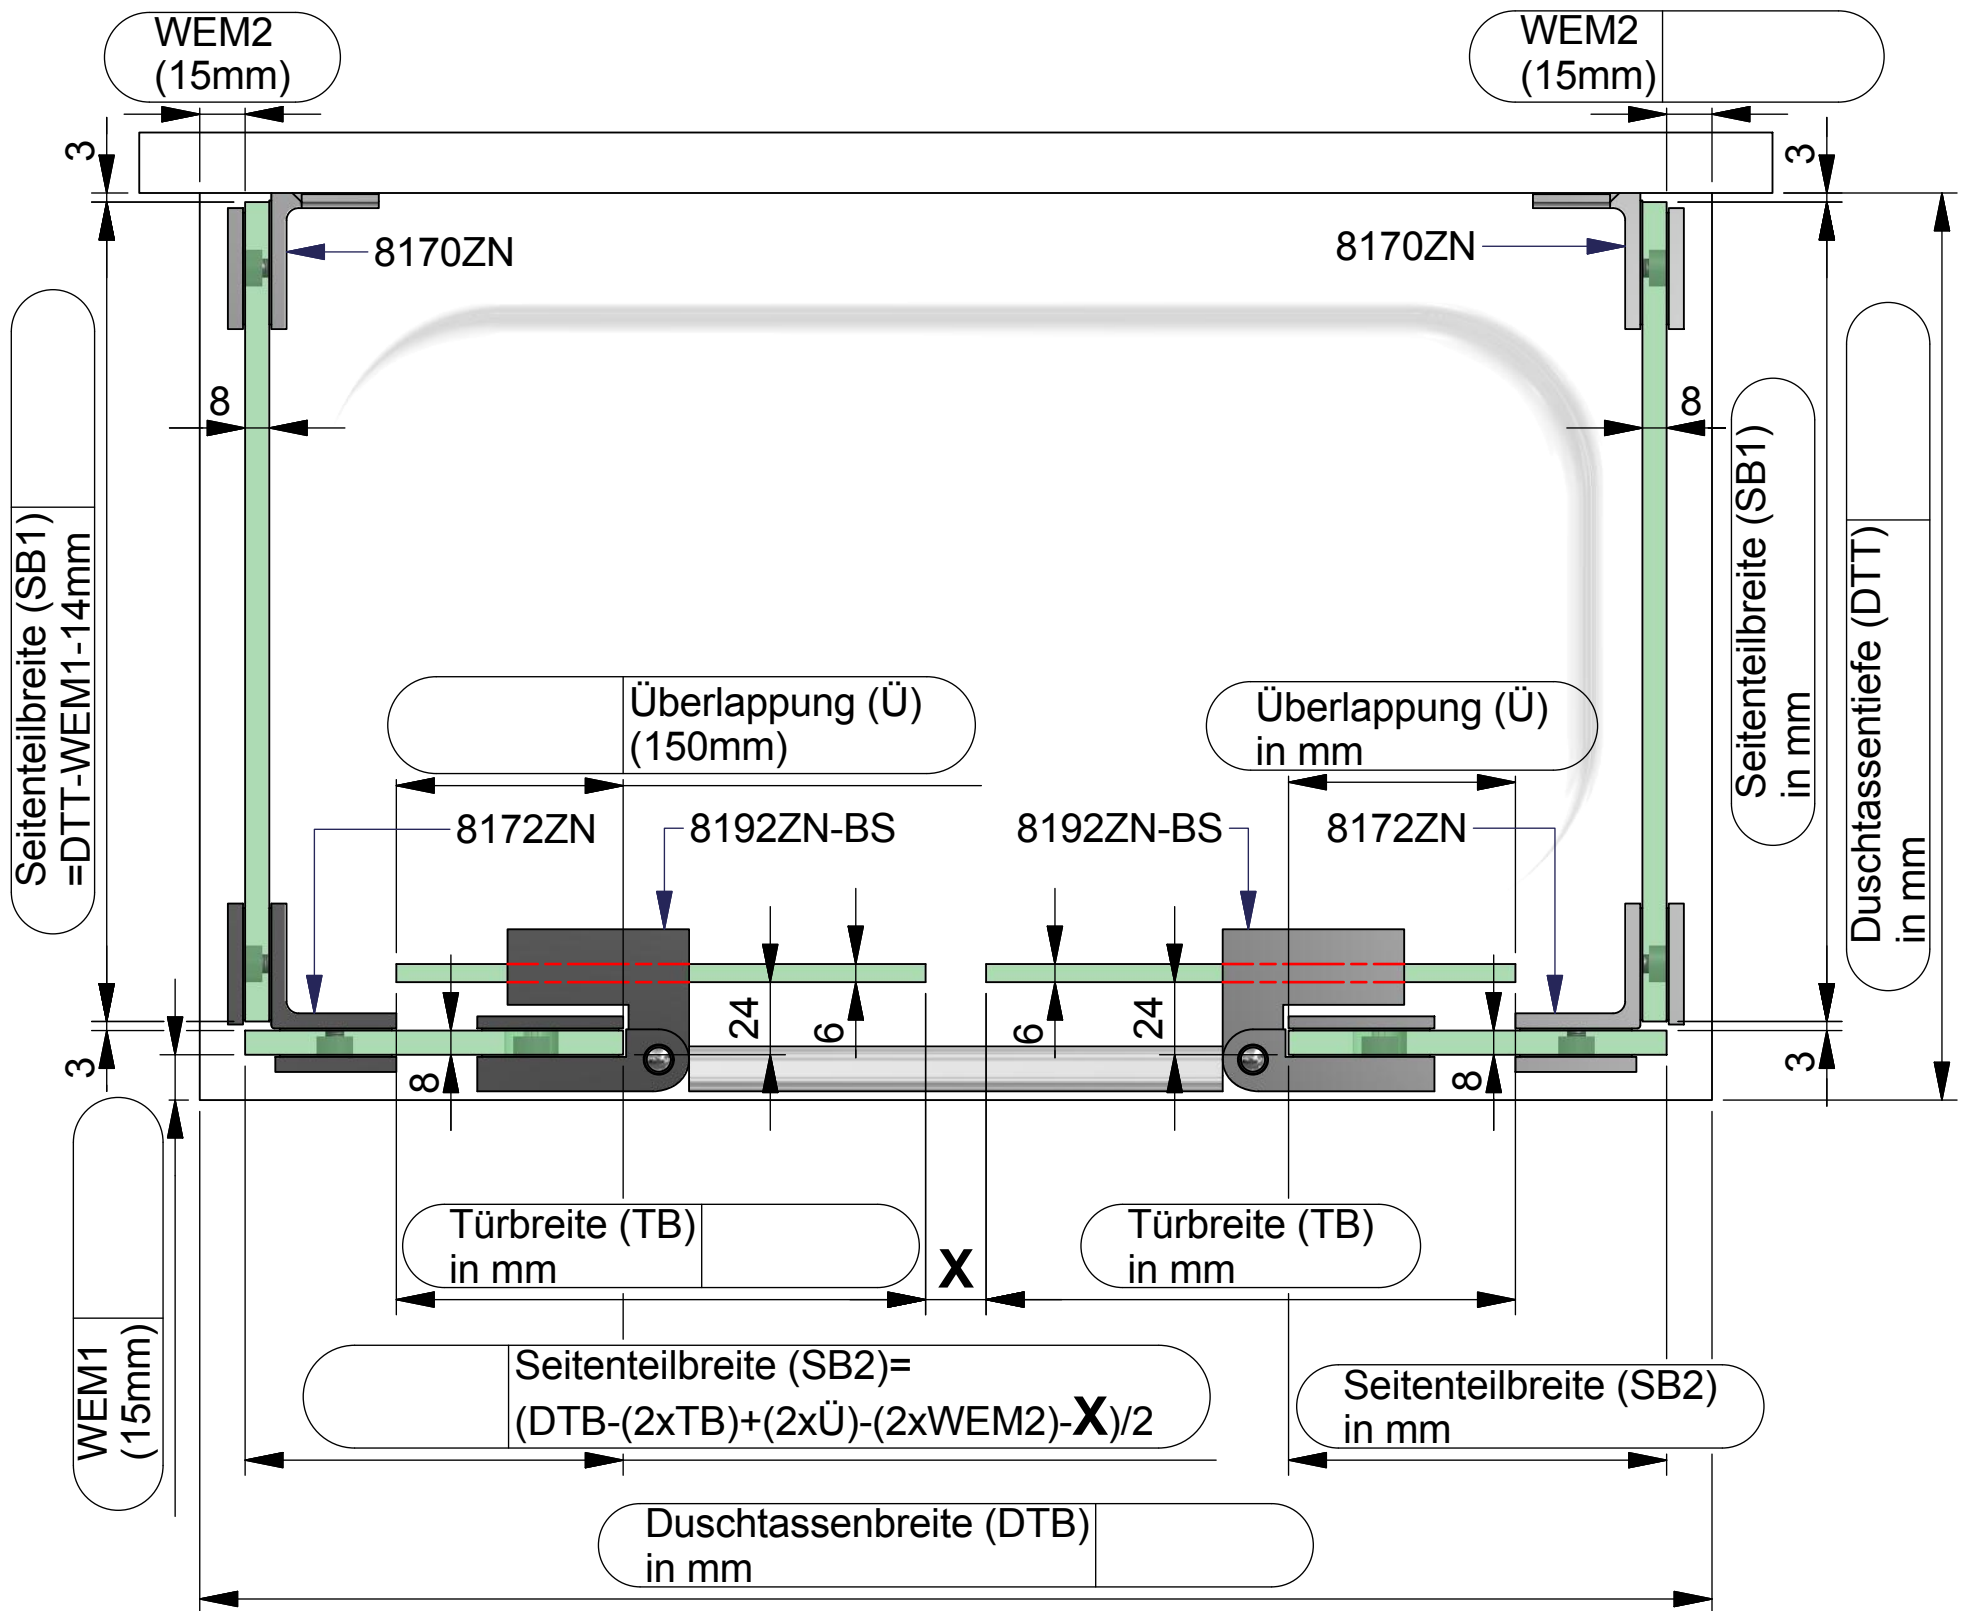 WEM2
(15mm)
WEM2
(15mm)
3
3
8170ZN
8170ZN
8
8
Seitenteilbreite (SB1)
=DTT-WEM1-14mm
Seitenteilbreite (SB1)
in mm
Duschtassentiefe (DTT)
in mm
Überlappung (Ü)
(150mm)
Überlappung (Ü)
in mm
8172ZN
8192ZN-BS
8192ZN-BS
8172ZN
24
6
6
24
3
8
8
3
WEM1
(15mm)
Türbreite (TB)
in mm
X
Türbreite (TB)
in mm
Seitenteilbreite (SB2)=
(DTB-(2xTB)+(2xÜ)-(2xWEM2)-X)/2
Seitenteilbreite (SB2)
in mm
Duschtassenbreite (DTB)
in mm